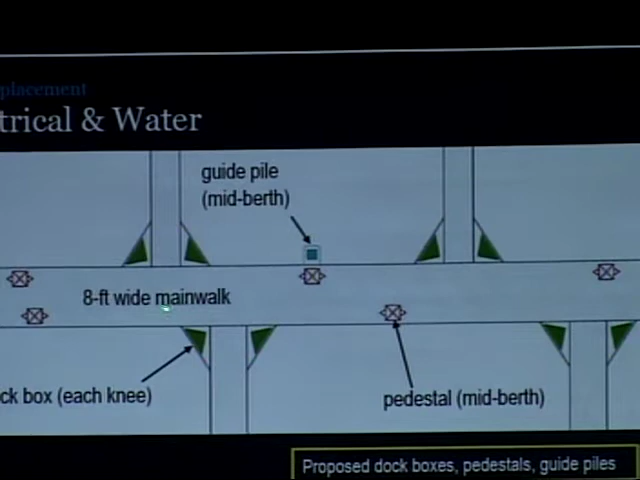 placement
trical & Water
guide pile
(mid-berth)
8-ft wide mainwalk
ck box (each knee)
pedestal (mid-berth)
Proposed dock boxes, pedestals, guide piles